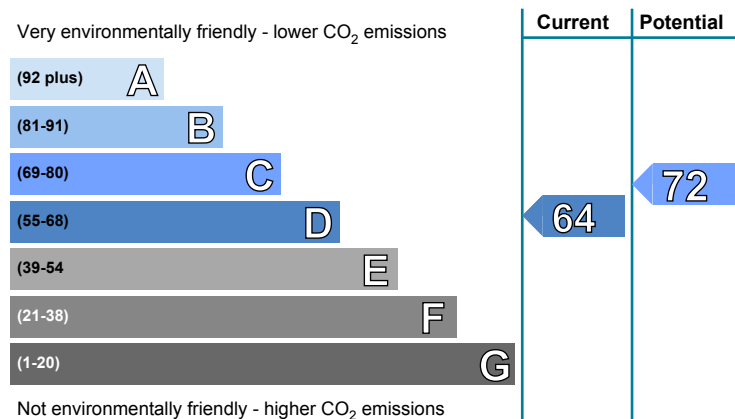 Very environmentally friendly - lower CO2 emissions
Current
Potential
(92 plus) A
(81-91) B
(69-80) C
(55-68) D
(39-54 E
(21-38) F
(1-20) G
64
72
Not environmentally friendly - higher CO2 emissions